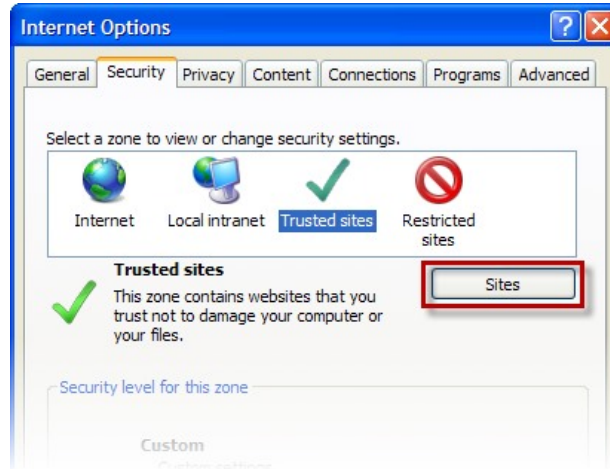 Internet Options
General Security Privacy Content Connections Programs Advanced
Select a zone to view or change security settings.
Internet Local intranet Trusted sites Restricted
sites
Trusted sites
Sites
This zone contains websites that you
trust not to damage your computer or
your files.
Security level for this zone
Custom
Custom settings